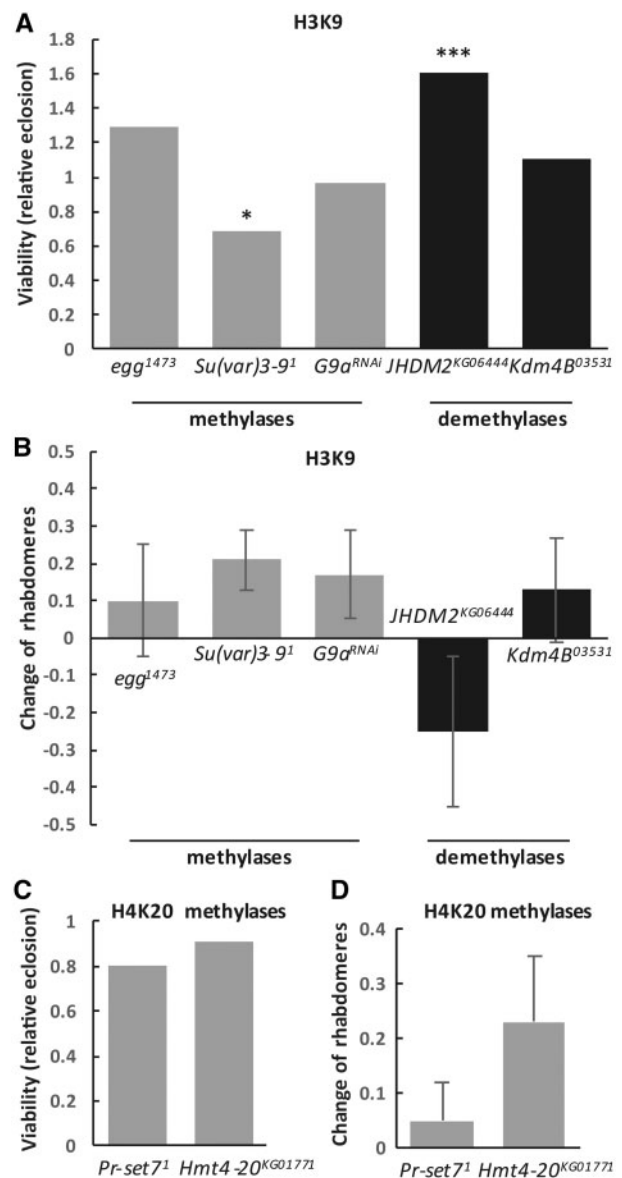 A
H3K9
Viability (relative eclosion)
1.8
1.6
1.4
1.2
1
0.8
0.6
0.4
0.2
0
*
***
egg1473 Su(var)3-91 G9aRNAi JHDM2KG06444 Kdm4B03531
methylases demethylases
B
H3K9
Change of rhabdomeres
0.5
0.4
0.3
0.2
0.1
0
-0.1
-0.2
-0.3
-0.4
-0.5
JHDM2KG06444
egg1473 Su(var)3-91 G9aRNAi Kdm4B03531
methylases demethylases
C
H4K20 methylases
Viability (relative eclosion)
1
0.8
0.6
0.4
0.2
0
Pr-set71 Hmt4-20KG01771
D
H4K20 methylases
Change of rhabdomeres
0.4
0.3
0.2
0.1
0
Pr-set71 Hmt4-20KG01771